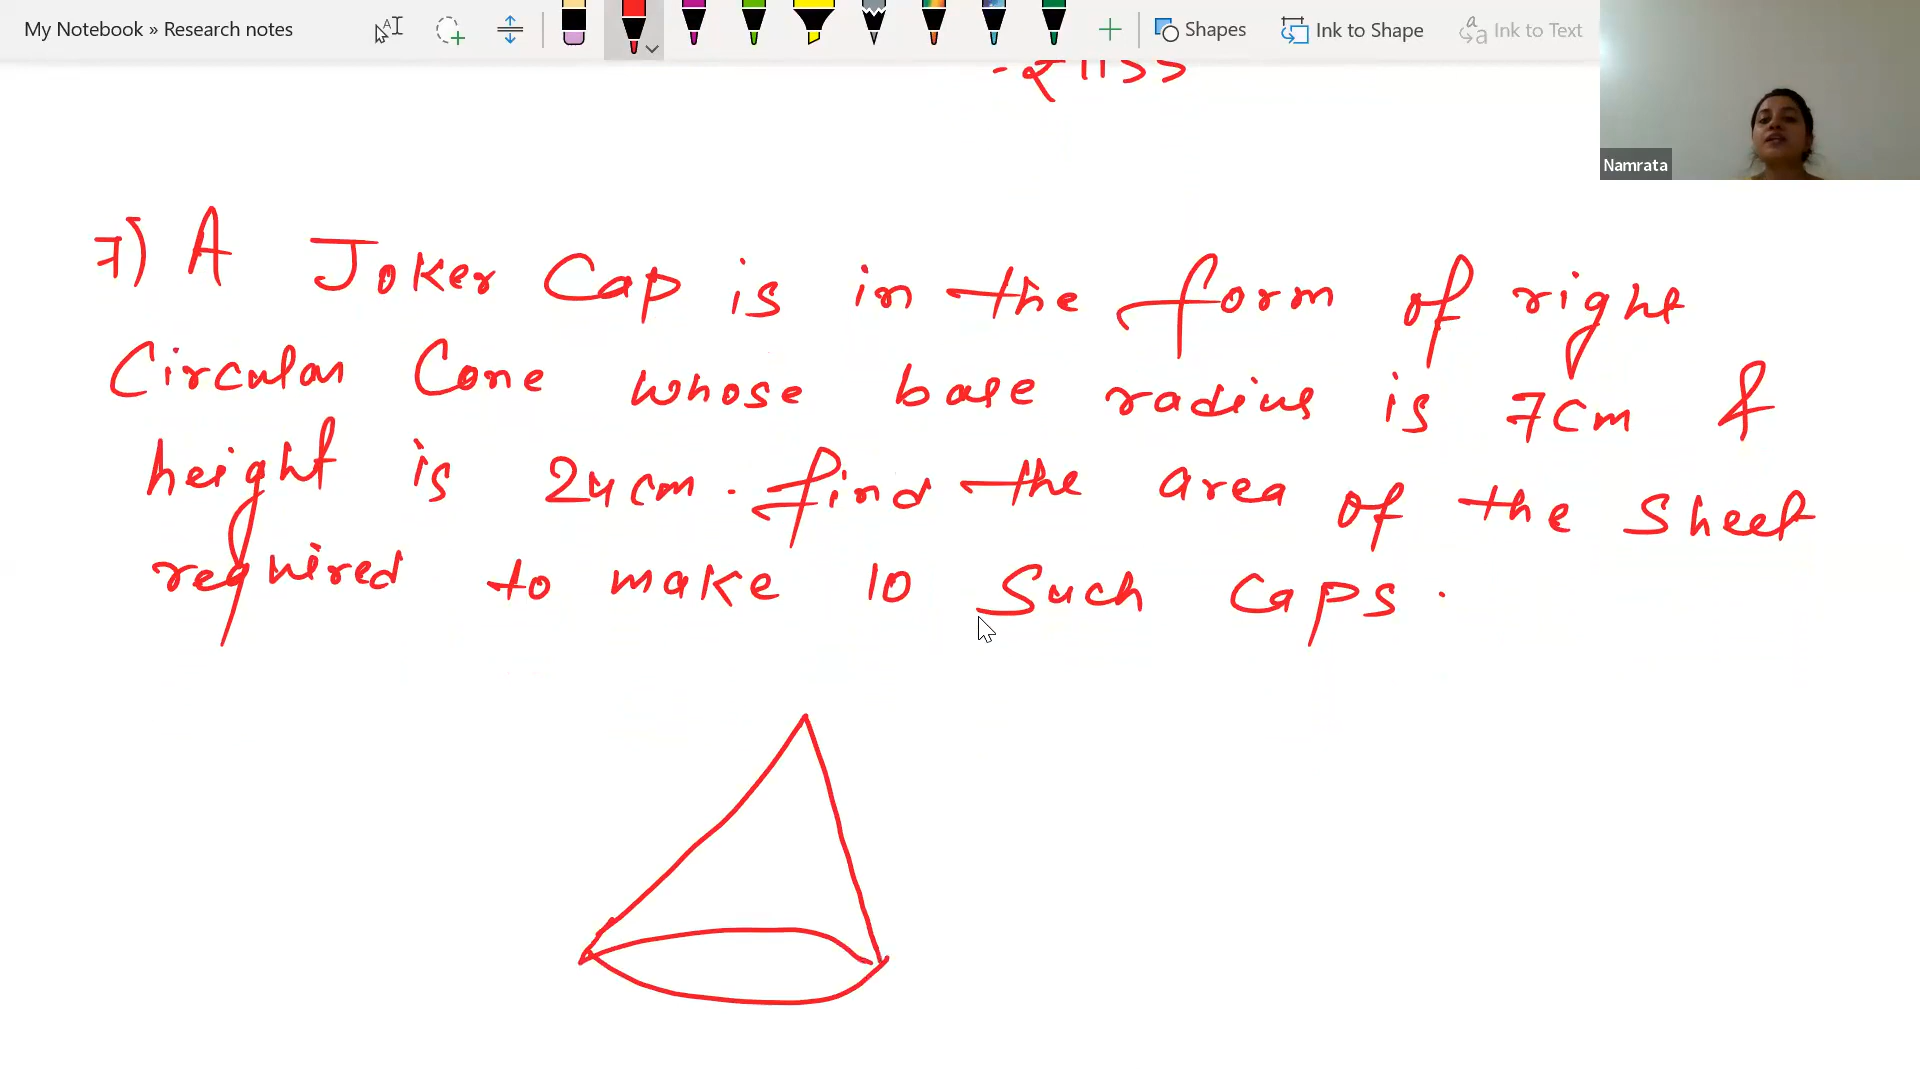 My Notebook » Research notes
Shapes
Ink to Shape
Ink to Text
Namrata
7) A Joker Cap is in the form of right
Circular Cone whose base radius is 7cm &
height is 24cm. find the area of the sheet
required to make 10 Such Caps.